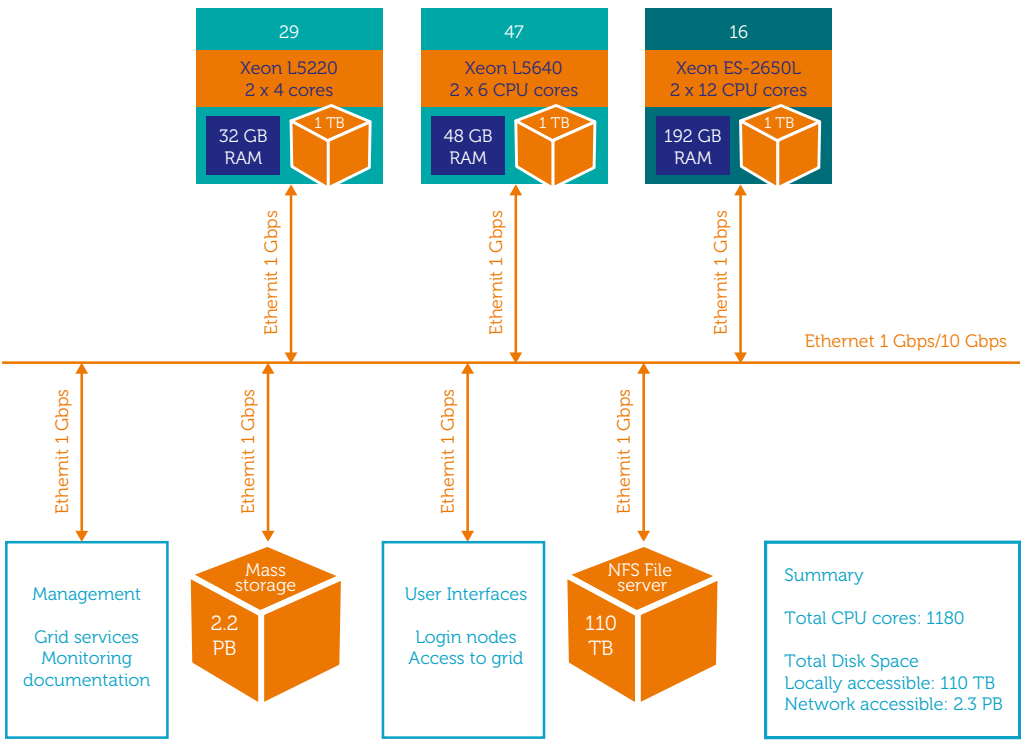 29
Xeon L5220
2 x 4 cores
32 GB
RAM
1 TB
47
Xeon L5640
2 x 6 CPU cores
48 GB
RAM
1 TB
16
Xeon ES-2650L
2 x 12 CPU cores
192 GB
RAM
1 TB
Ethernit 1 Gbps
Ethernit 1 Gbps
Ethernit 1 Gbps
Ethernet 1 Gbps/10 Gbps
Ethernit 1 Gbps
Ethernit 1 Gbps
Ethernit 1 Gbps
Ethernit 1 Gbps
Management
Grid services
Monitoring
documentation
Mass
storage
2.2
PB
User Interfaces
Login nodes
Access to grid
NFS File
server
110
TB
Summary
Total CPU cores: 1180
Total Disk Space
Locally accessible: 110 TB
Network accessible: 2.3 PB